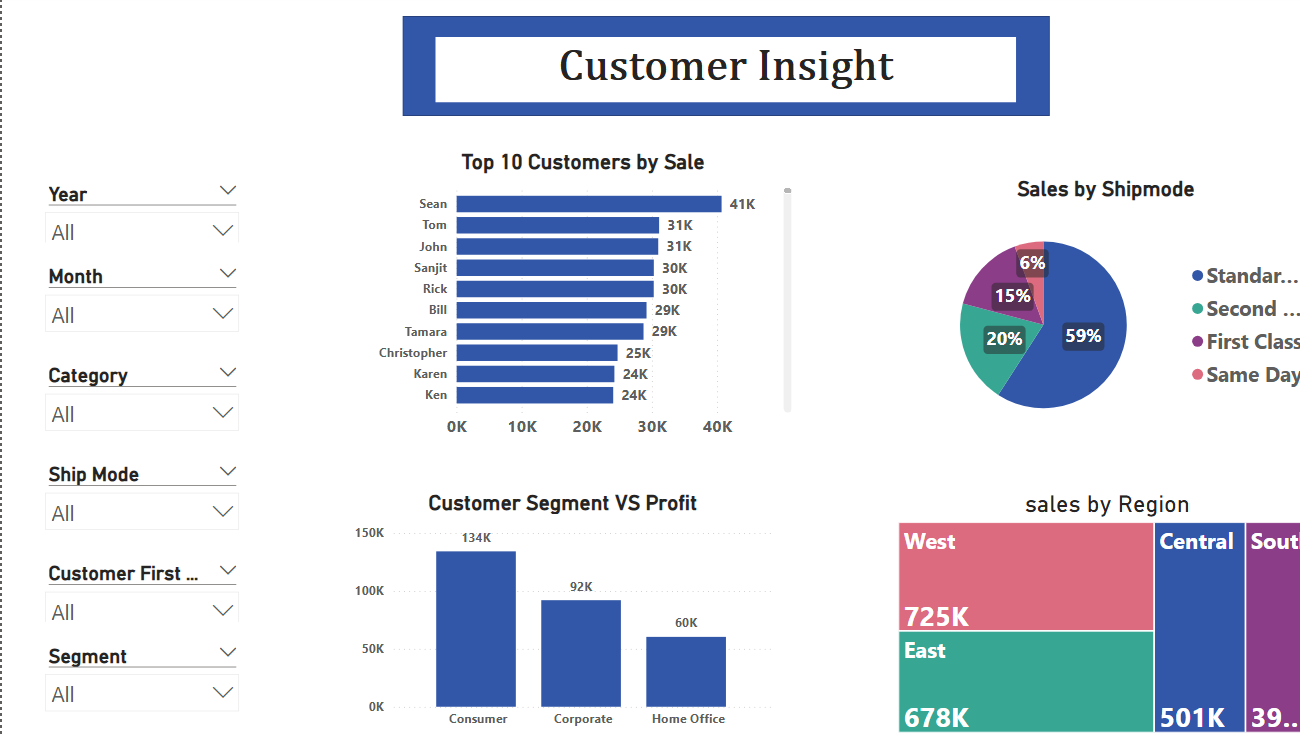 Customer Insight
Year
All
Month
All
Category
All
Ship Mode
All
Customer First ...
All
Segment
All
Top 10 Customers by Sale
Sean 41K
Tom 31K
John 31K
Sanjit 30K
Rick 30K
Bill 29K
Tamara 29K
Christopher 25K
Karen 24K
Ken 24K
0K 10K 20K 30K 40K
Sales by Shipmode
6%
15%
20%
59%
Standar...
Second ...
First Class
Same Day
Customer Segment VS Profit
150K
100K
50K
0K
134K
92K
60K
Consumer Corporate Home Office
sales by Region
West
725K
East
678K
Central
501K
Sout
39...